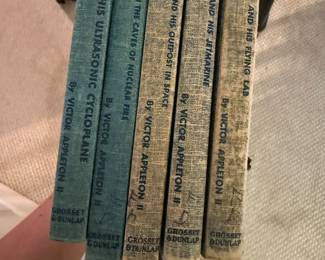 HIS ULTRASONIC CYCLOPLANE
By VICTOR APPLETON II
GROSSET
& DUNLAP
THE CAVES OF NUCLEAR FIRE
By VICTOR APPLETON II
GROSSET
& DUNLAP
AND HIS OUTPOST IN SPACE
By VICTOR APPLETON II
GROSSET
& DUNLAP
AND HIS JETMARINE
By VICTOR APPLETON II
GROSSET
& DUNLAP
AND HIS FLYING LAB
By VICTOR APPLETON II
GROSSET
& DUNLAP